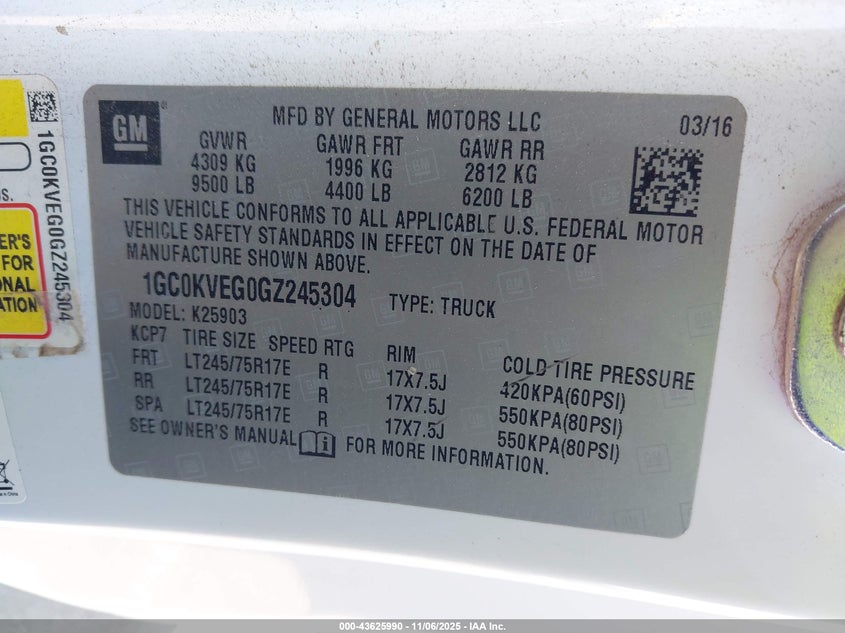 GM
MFD BY GENERAL MOTORS LLC 03/16
GVWR GAWR FRT GAWR RR
4309 KG 1996 KG 2812 KG
9500 LB 4400 LB 6200 LB
THIS VEHICLE CONFORMS TO ALL APPLICABLE U.S. FEDERAL MOTOR
VEHICLE SAFETY STANDARDS IN EFFECT ON THE DATE OF
MANUFACTURE SHOWN ABOVE.
1GC0KVEG0GZ245304 TYPE: TRUCK
MODEL: K25903
KCP7 TIRE SIZE SPEED RTG RIM COLD TIRE PRESSURE
FRT LT245/75R17E R 17X7.5J 420KPA(60PSI)
RR LT245/75R17E R 17X7.5J 550KPA(80PSI)
SPA LT245/75R17E R 17X7.5J 550KPA(80PSI)
SEE OWNER'S MANUAL FOR MORE INFORMATION.
1GC0KVEG0GZ245304
ER'S
FOR
ONAL
ATION
000-43625990 - 11/06/2025 - IAA Inc.